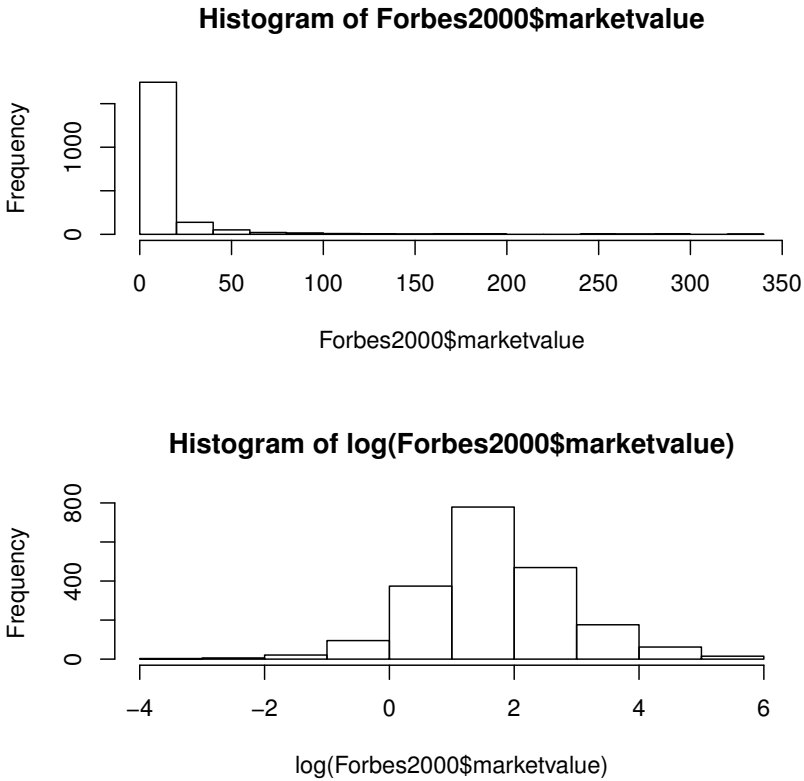 Histogram of Forbes2000$marketvalue
Frequency
1000
0
0 50 100 150 200 250 300 350
Forbes2000$marketvalue
Histogram of log(Forbes2000$marketvalue)
Frequency
800
400
0
−4 −2 0 2 4 6
log(Forbes2000$marketvalue)